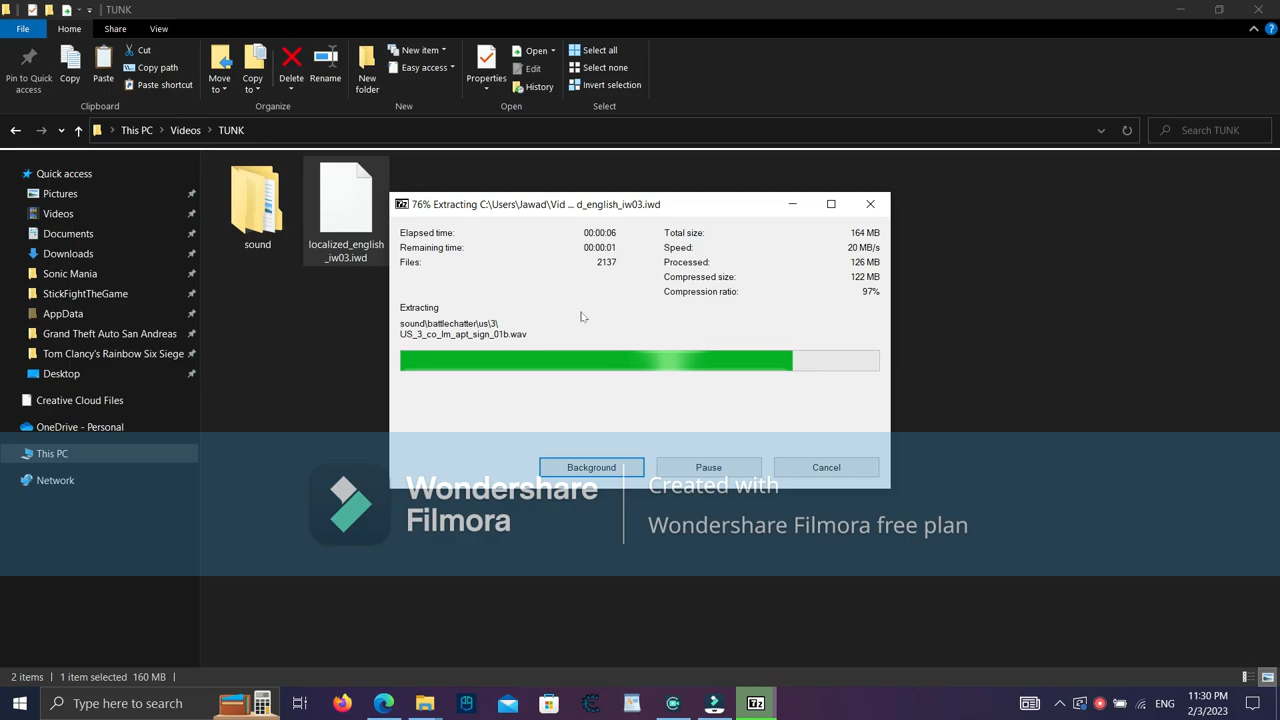 TUNK
File
Home
Share
View
Pin to Quick
access
Copy
Paste
Cut
Copy path
Paste shortcut
Clipboard
Move
to
Copy
to
Delete
Rename
Organize
New
folder
New item
Easy access
New
Properties
Open
Edit
History
Open
Select all
Select none
Invert selection
Select
This PC
Videos
TUNK
Search TUNK
Quick access
Pictures
Videos
Documents
Downloads
Sonic Mania
StickFightTheGame
AppData
Grand Theft Auto San Andreas
Tom Clancy's Rainbow Six Siege
Desktop
Creative Cloud Files
OneDrive - Personal
This PC
Network
sound
localized_english
_iw03.iwd
7z
76% Extracting C:\Users\Jawad\Vid ... d_english_iw03.iwd
Elapsed time: 00:00:06
Remaining time: 00:00:01
Files: 2137
Total size: 164 MB
Speed: 20 MB/s
Processed: 126 MB
Compressed size: 122 MB
Compression ratio: 97%
Extracting
sound\battlechatter\us\3\
US_3_co_lm_apt_sign_01b.wav
Background
Pause
Cancel
Wondershare
Filmora
Created with
Wondershare Filmora free plan
2 items
1 item selected 160 MB
Type here to search
7z
ENG
11:30 PM
2/3/2023